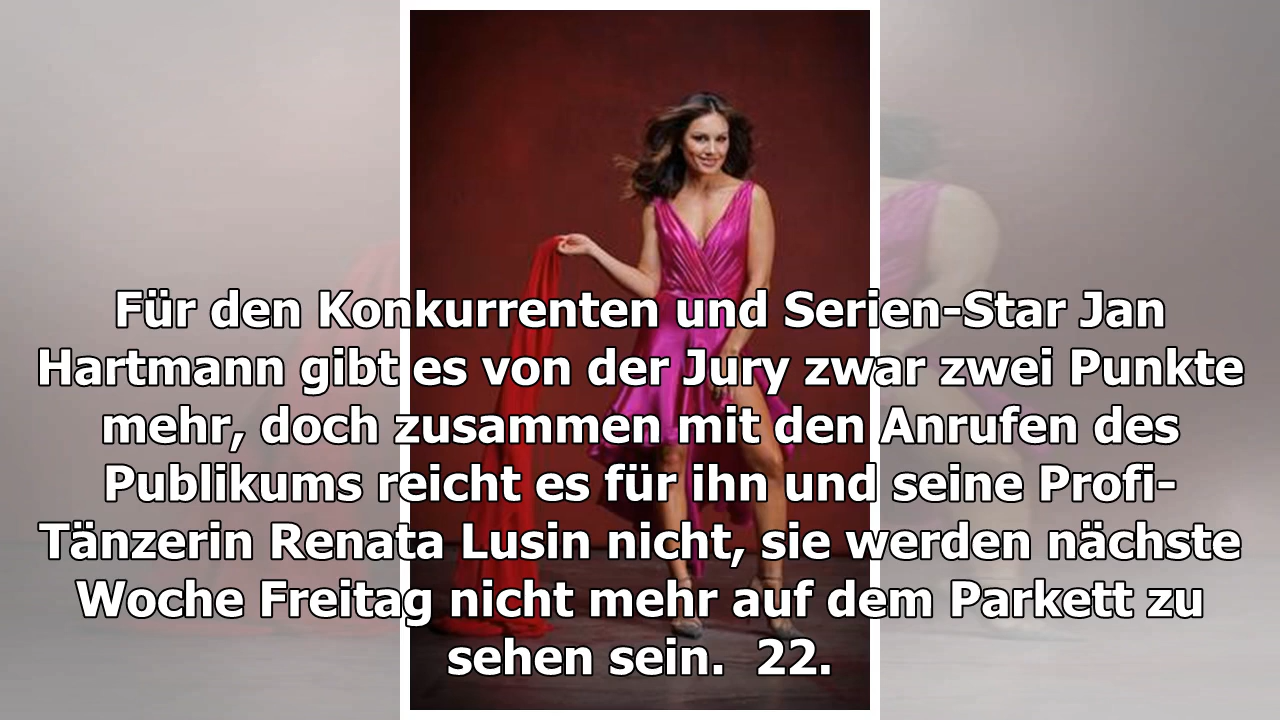 Für den Konkurrenten und Serien-Star Jan
Hartmann gibt es von der Jury zwar zwei Punkte
mehr, doch zusammen mit den Anrufen des
Publikums reicht es für ihn und seine Profi-
Tänzerin Renata Lusin nicht, sie werden nächste
Woche Freitag nicht mehr auf dem Parkett zu
sehen sein.  22.